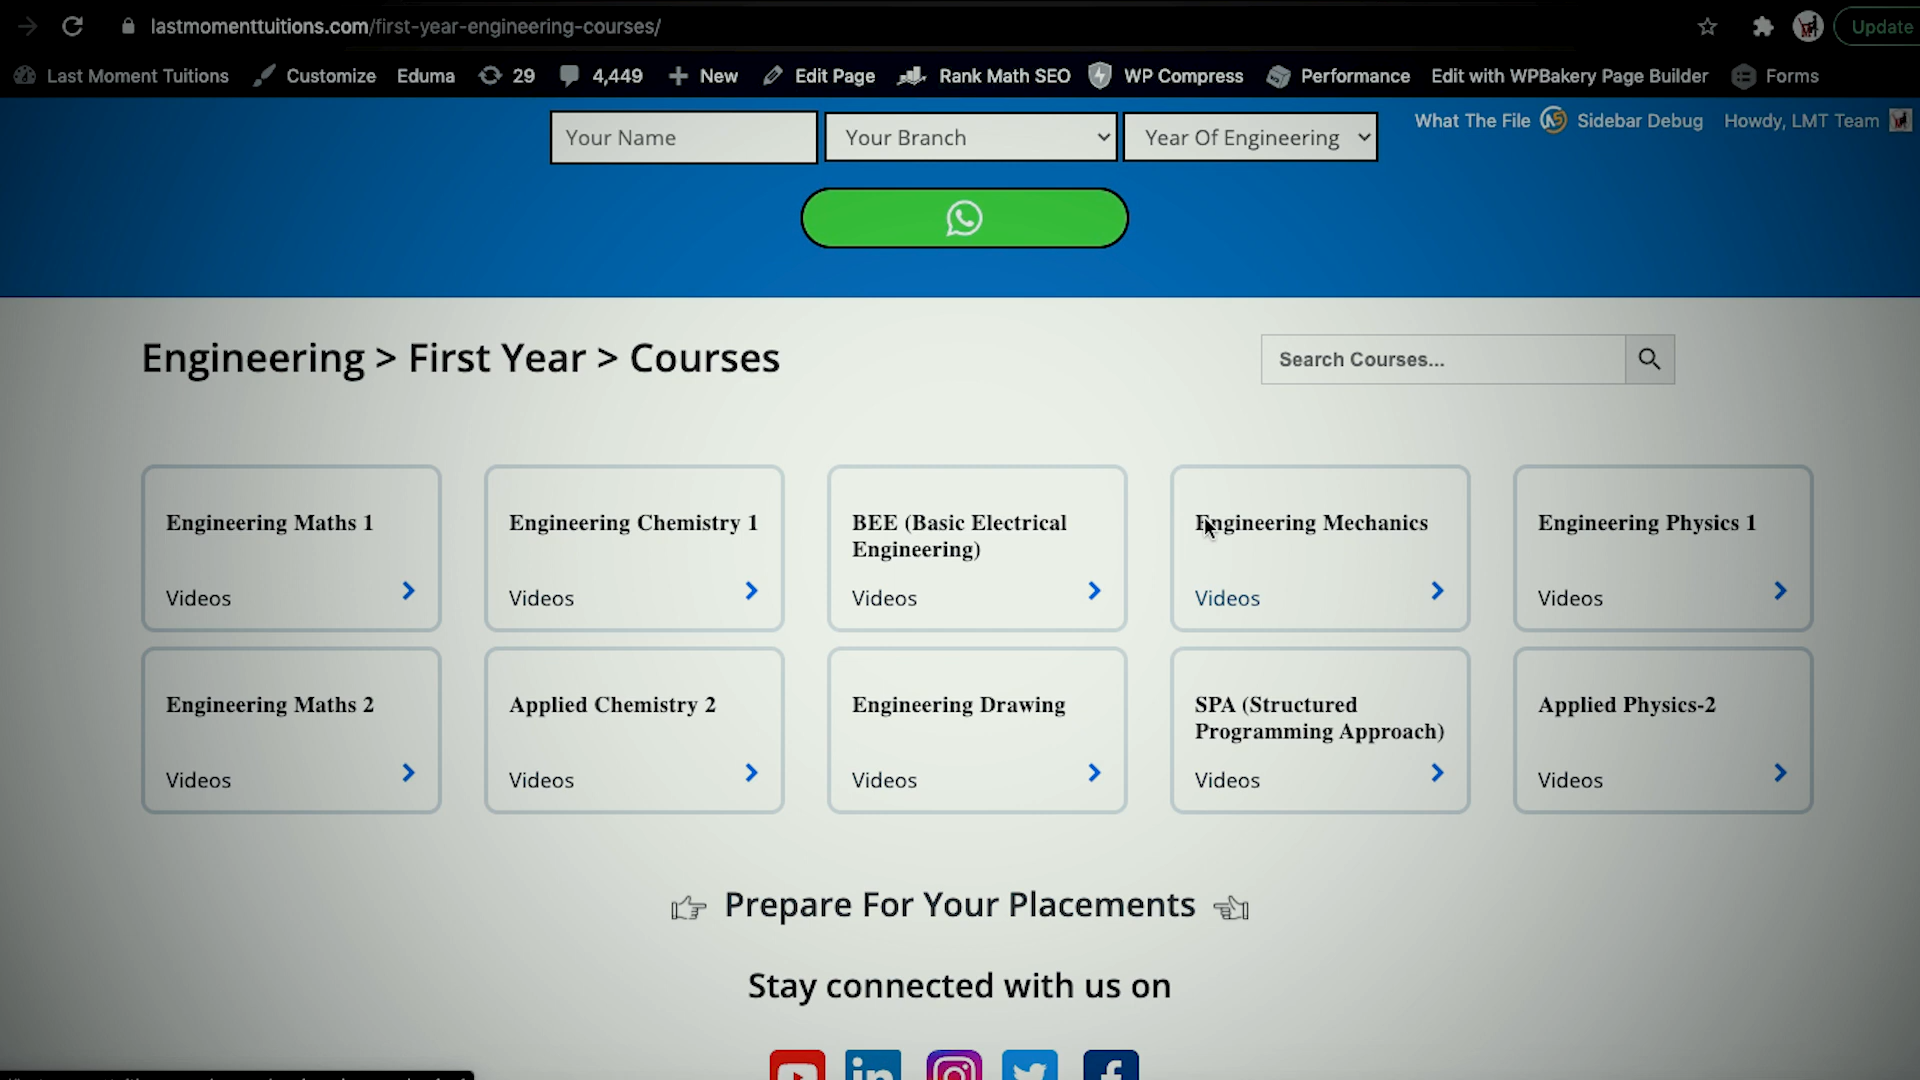 lastmomenttuitions.com/first-year-engineering-courses/
Update
Last Moment Tuitions Customize Eduma 29 4,449 New Edit Page Rank Math SEO WP Compress Performance Edit with WPBakery Page Builder Forms
What The File Sidebar Debug Howdy, LMT Team
Your Name Your Branch Year Of Engineering
Engineering > First Year > Courses
Search Courses...
Engineering Maths 1
Videos
Engineering Chemistry 1
Videos
BEE (Basic Electrical
Engineering)
Videos
Engineering Mechanics
Videos
Engineering Physics 1
Videos
Engineering Maths 2
Videos
Applied Chemistry 2
Videos
Engineering Drawing
Videos
SPA (Structured
Programming Approach)
Videos
Applied Physics-2
Videos
Prepare For Your Placements
Stay connected with us on
in
f